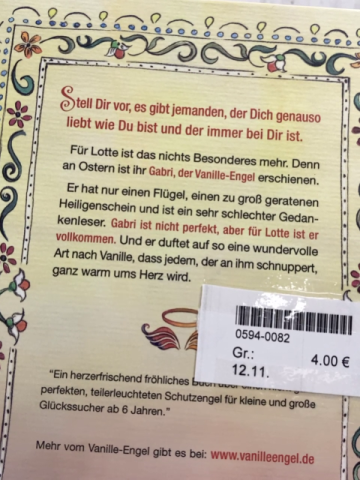 Stell Dir vor, es gibt jemanden, der Dich genauso
liebt wie Du bist und der immer bei Dir ist.
Für Lotte ist das nichts Besonderes mehr. Denn
an Ostern ist ihr Gabri, der Vanille-Engel erschienen.
Er hat nur einen Flügel, einen zu groß geratenen
Heiligenschein und ist ein sehr schlechter Gedan-
kenleser. Gabri ist nicht perfekt, aber für Lotte ist er
vollkommen. Und er duftet auf so eine wundervolle
Art nach Vanille, dass jedem, der an ihm schnuppert,
ganz warm ums Herz wird.
0594-0082
Gr.: 4.00 €
12.11.
"Ein herzerfrischend fröhliches Buch
perfekten, teilerleuchteten Schutzengel für kleine und große
Glückssucher ab 6 Jahren."
Mehr vom Vanille-Engel gibt es bei: www.vanilleengel.de